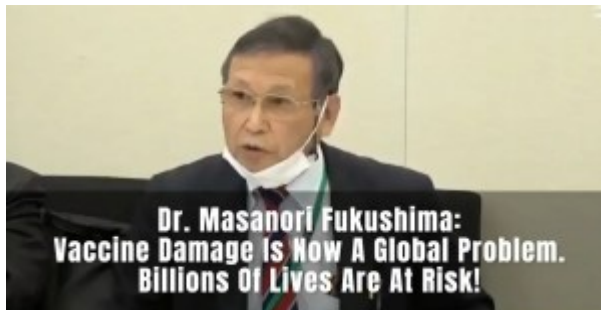 Dr. Masanori Fukushima:
Vaccine Damage Is Now A Global Problem.
Billions Of Lives Are At Risk!